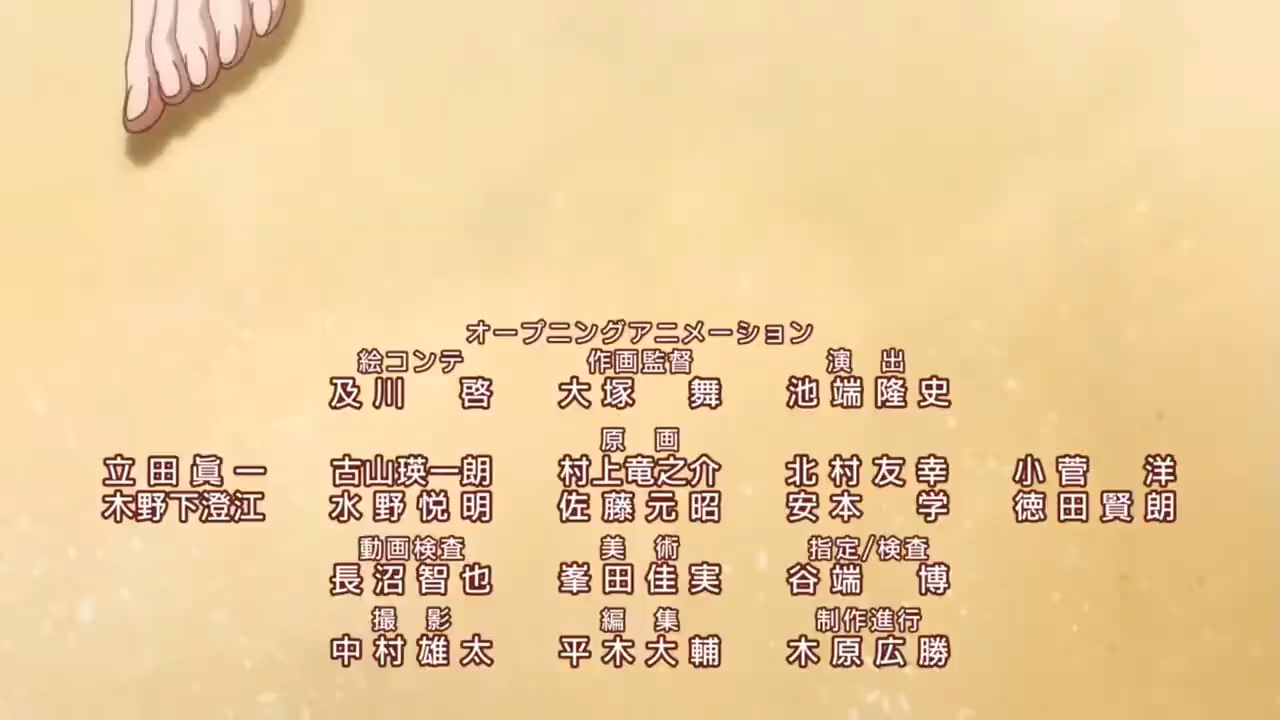 オープニングアニメーション
絵コンテ 作画監督 演出
及川 啓 大塚 舞 池端隆史
原画
立田眞一 古山瑛一朗 村上竜之介 北村友幸 小菅 洋
木野下澄江 水野悦明 佐藤元昭 安本 学 徳田賢朗
動画検査 美術 指定/検査
長沼智也 峯田佳実 谷端 博
撮影 編集 制作進行
中村雄太 平木大輔 木原広勝